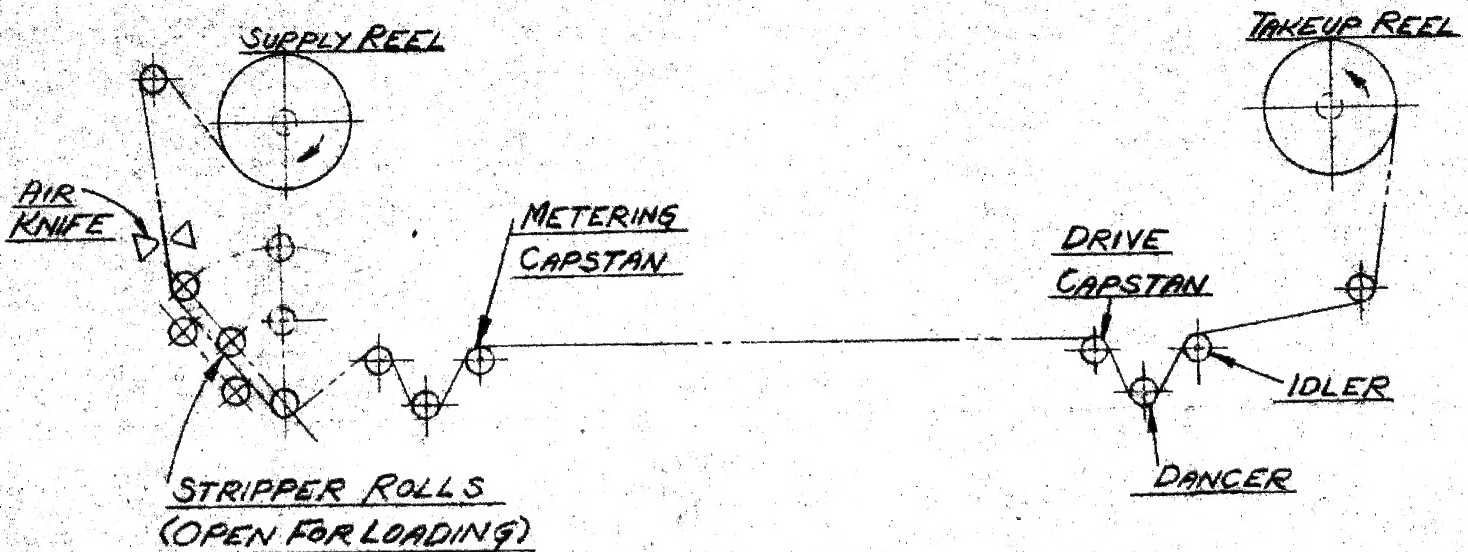 SUPPLY REEL
TAKEUP REEL
AIR
KNIFE
METERING
CAPSTAN
DRIVE
CAPSTAN
IDLER
DANCER
STRIPPER ROLLS
(OPEN FOR LOADING)